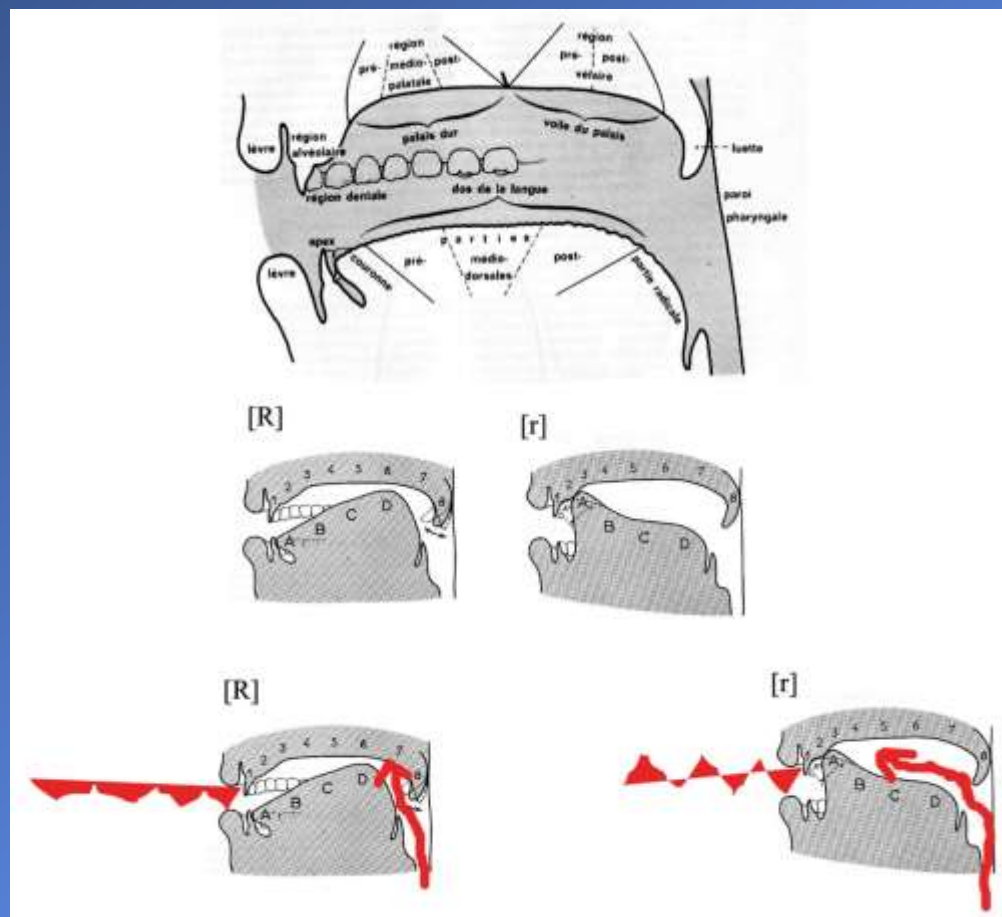 région
pré- medio- post-
palatale
région
pré- post-
vélaire
palais dur
voile du palais
lèvre
région
alvéolaire
luette
région dentale
dos de la langue
paroi
pharyngale
apex
couronne
parties
pré- médio- post-
dorsales
lèvre
partie radicale
[R]
[r]
1 2 3 4 5 6 7 8
A B C D
1 2 3 4 5 6 7 8
A B C D
[R]
[r]
1 2 3 4 5 6 7 8
A B C D
2 3 4 5 6 7 8
A B C D